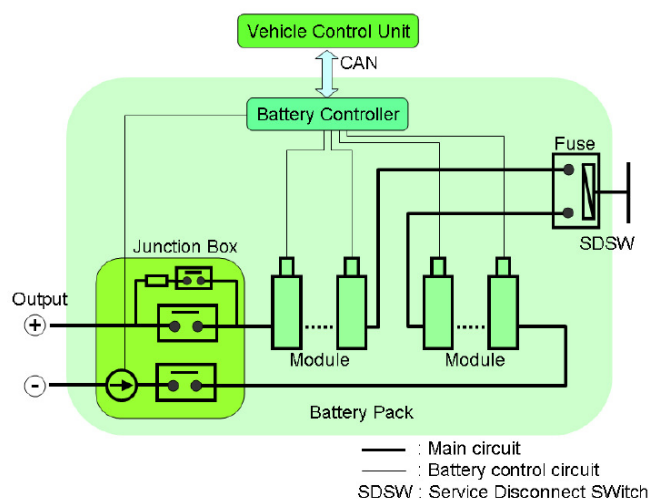 Vehicle Control Unit
CAN
Battery Controller
Fuse
SDSW
Junction Box
Output
+
-
Module
Module
Battery Pack
: Main circuit
: Battery control circuit
SDSW : Service Disconnect SWitch